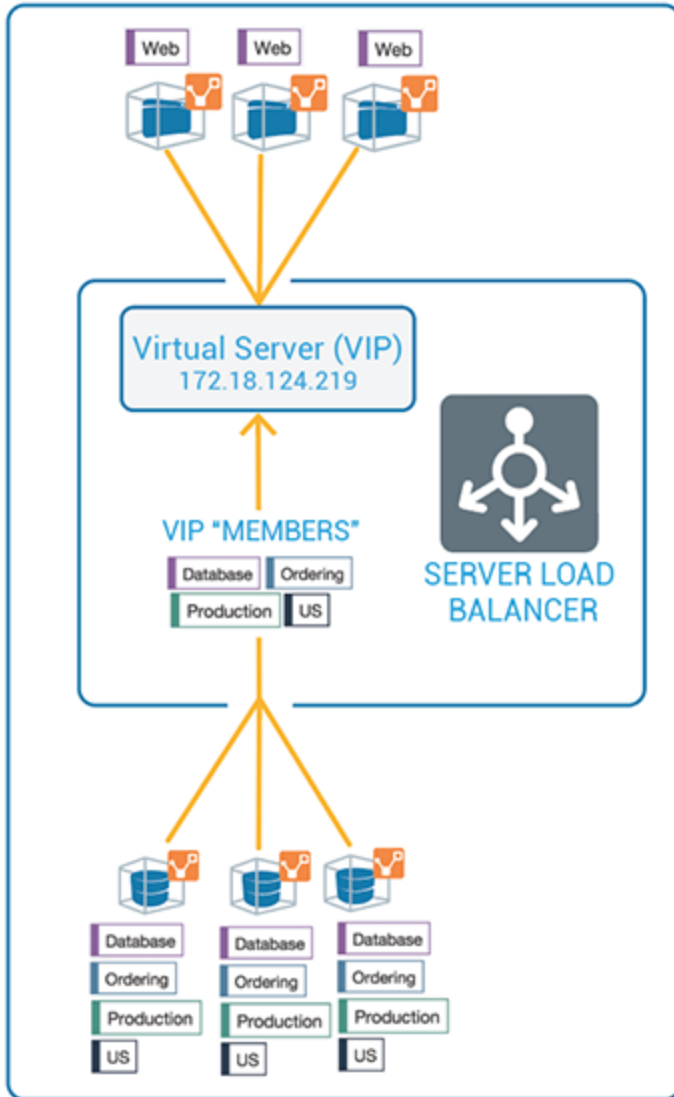 Web Web Web
Virtual Server (VIP)
172.18.124.219
VIP “MEMBERS”
Database Ordering
Production US
SERVER LOAD
BALANCER
Database Database Database
Ordering Ordering Ordering
Production Production Production
US US US